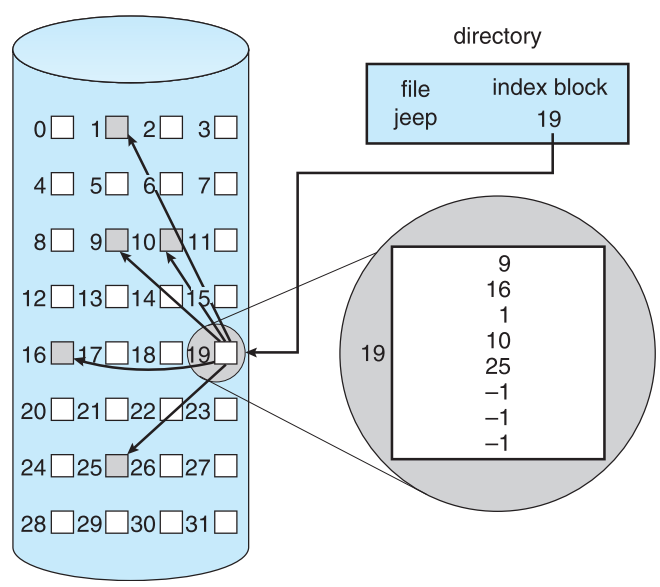 directory
file index block
jeep 19
0 1 2 3
4 5 6 7
8 9 10 11
12 13 14 15
16 17 18 19
20 21 22 23
24 25 26 27
28 29 30 31
19
9
16
1
10
25
–1
–1
–1